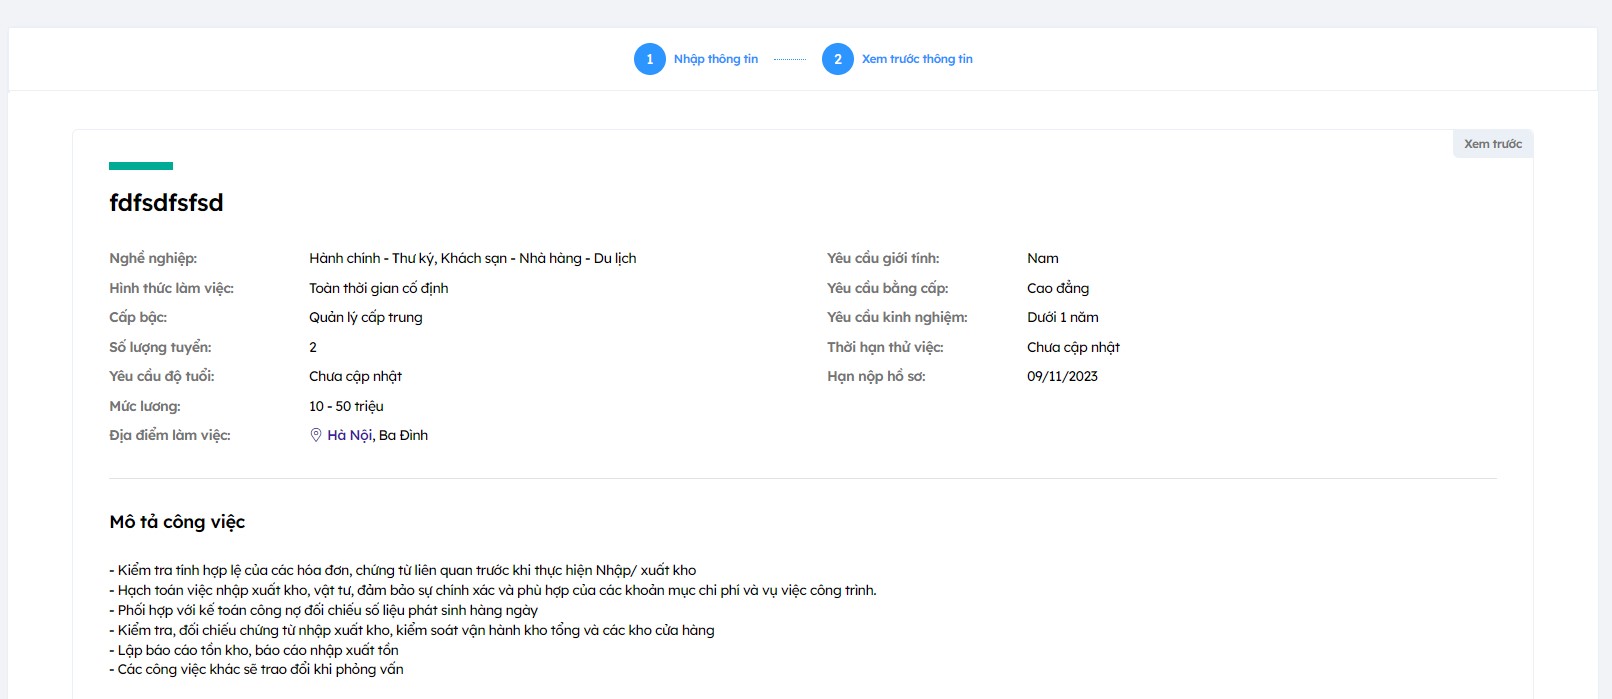 1 Nhập thông tin 2 Xem trước thông tin
Xem trước
fdfsdfsfsd
Nghề nghiệp: Hành chính - Thư ký, Khách sạn - Nhà hàng - Du lịch
Hình thức làm việc: Toàn thời gian cố định
Cấp bậc: Quản lý cấp trung
Số lượng tuyển: 2
Yêu cầu độ tuổi: Chưa cập nhật
Mức lương: 10 - 50 triệu
Địa điểm làm việc: Hà Nội, Ba Đình
Yêu cầu giới tính: Nam
Yêu cầu bằng cấp: Cao đẳng
Yêu cầu kinh nghiệm: Dưới 1 năm
Thời hạn thử việc: Chưa cập nhật
Hạn nộp hồ sơ: 09/11/2023
Mô tả công việc
- Kiểm tra tính hợp lệ của các hóa đơn, chứng từ liên quan trước khi thực hiện Nhập/ xuất kho
- Hạch toán việc nhập xuất kho, vật tư, đảm bảo sự chính xác và phù hợp của các khoản mục chi phí và vụ việc công trình.
- Phối hợp với kế toán công nợ đối chiếu số liệu phát sinh hàng ngày
- Kiểm tra, đối chiếu chứng từ nhập xuất kho, kiểm soát vận hành kho tổng và các kho cửa hàng
- Lập báo cáo tồn kho, báo cáo nhập xuất tồn
- Các công việc khác sẽ trao đổi khi phỏng vấn